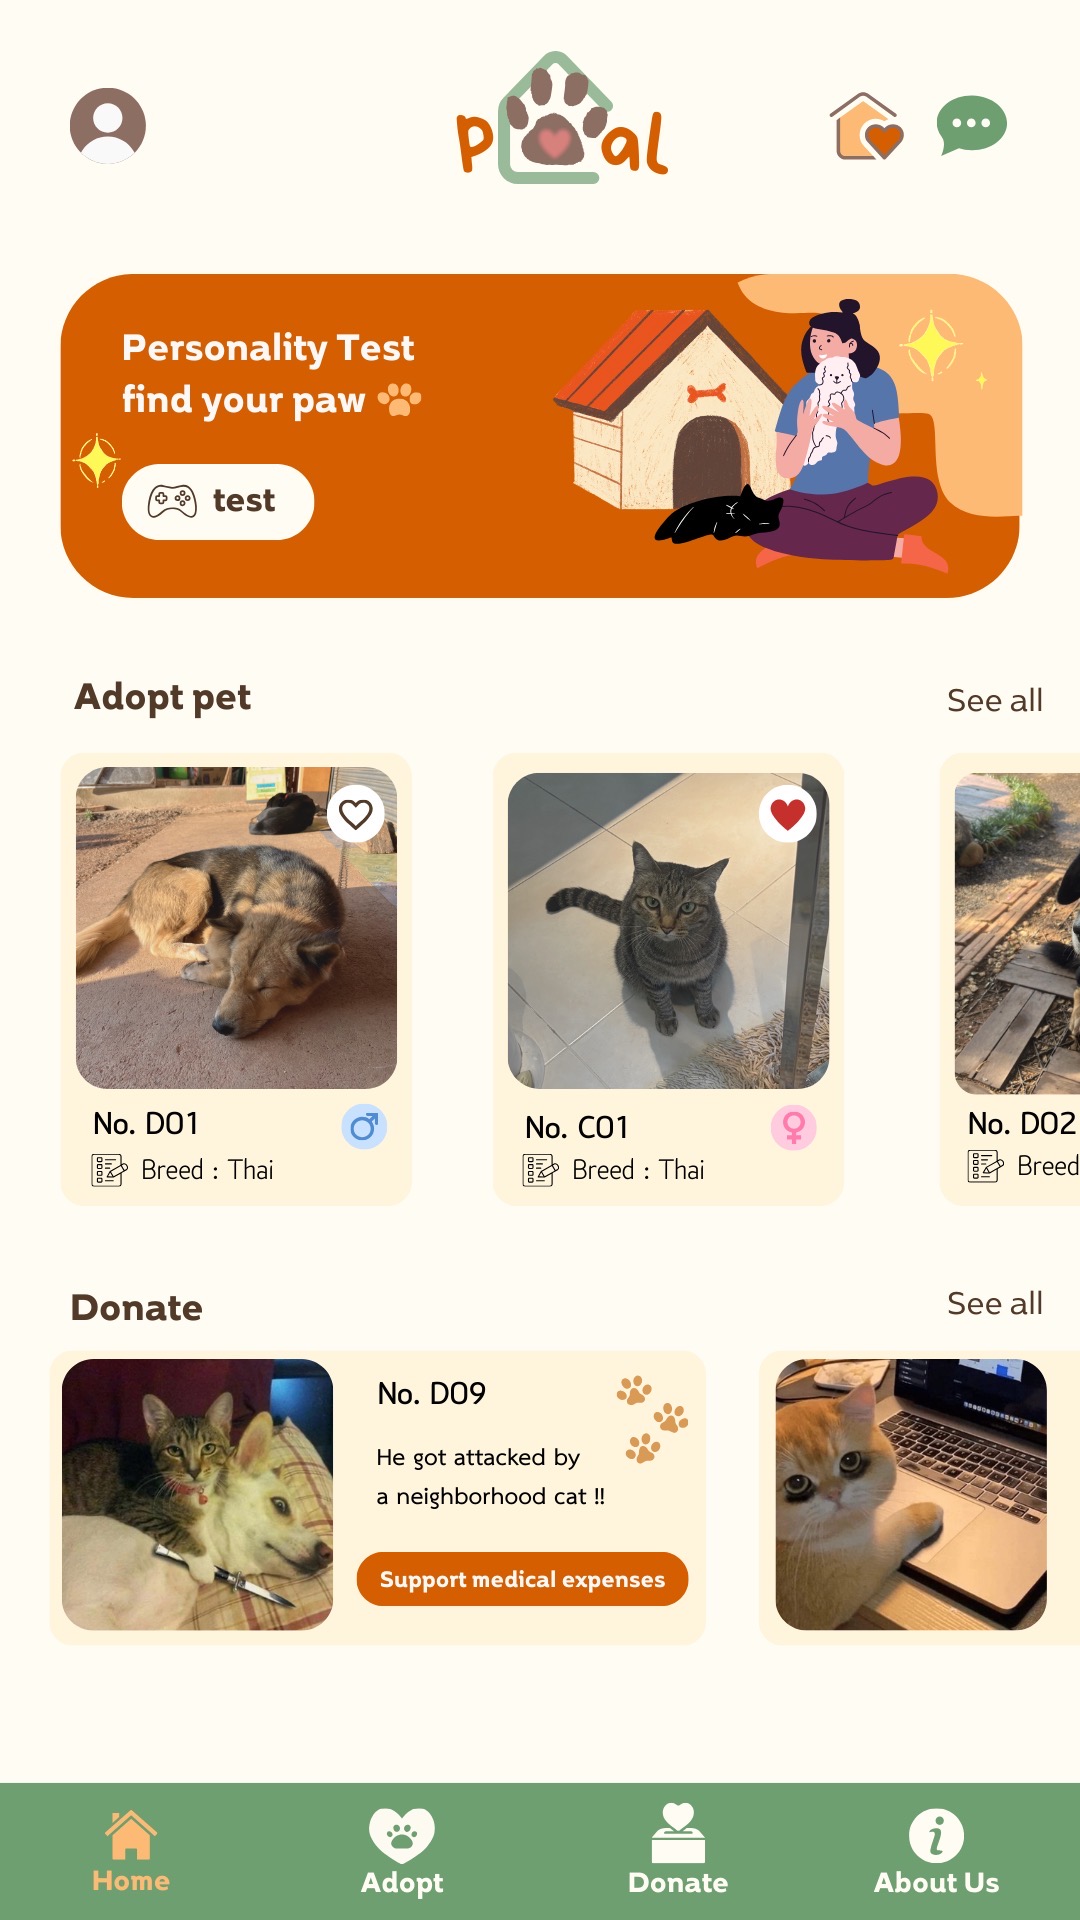 pal
Personality Test
find your paw
test
Adopt pet
See all
No. D01
Breed : Thai
No. C01
Breed : Thai
No. D02
Breed
Donate
See all
No. D09
He got attacked by
a neighborhood cat !!
Support medical expenses
Home
Adopt
Donate
About Us